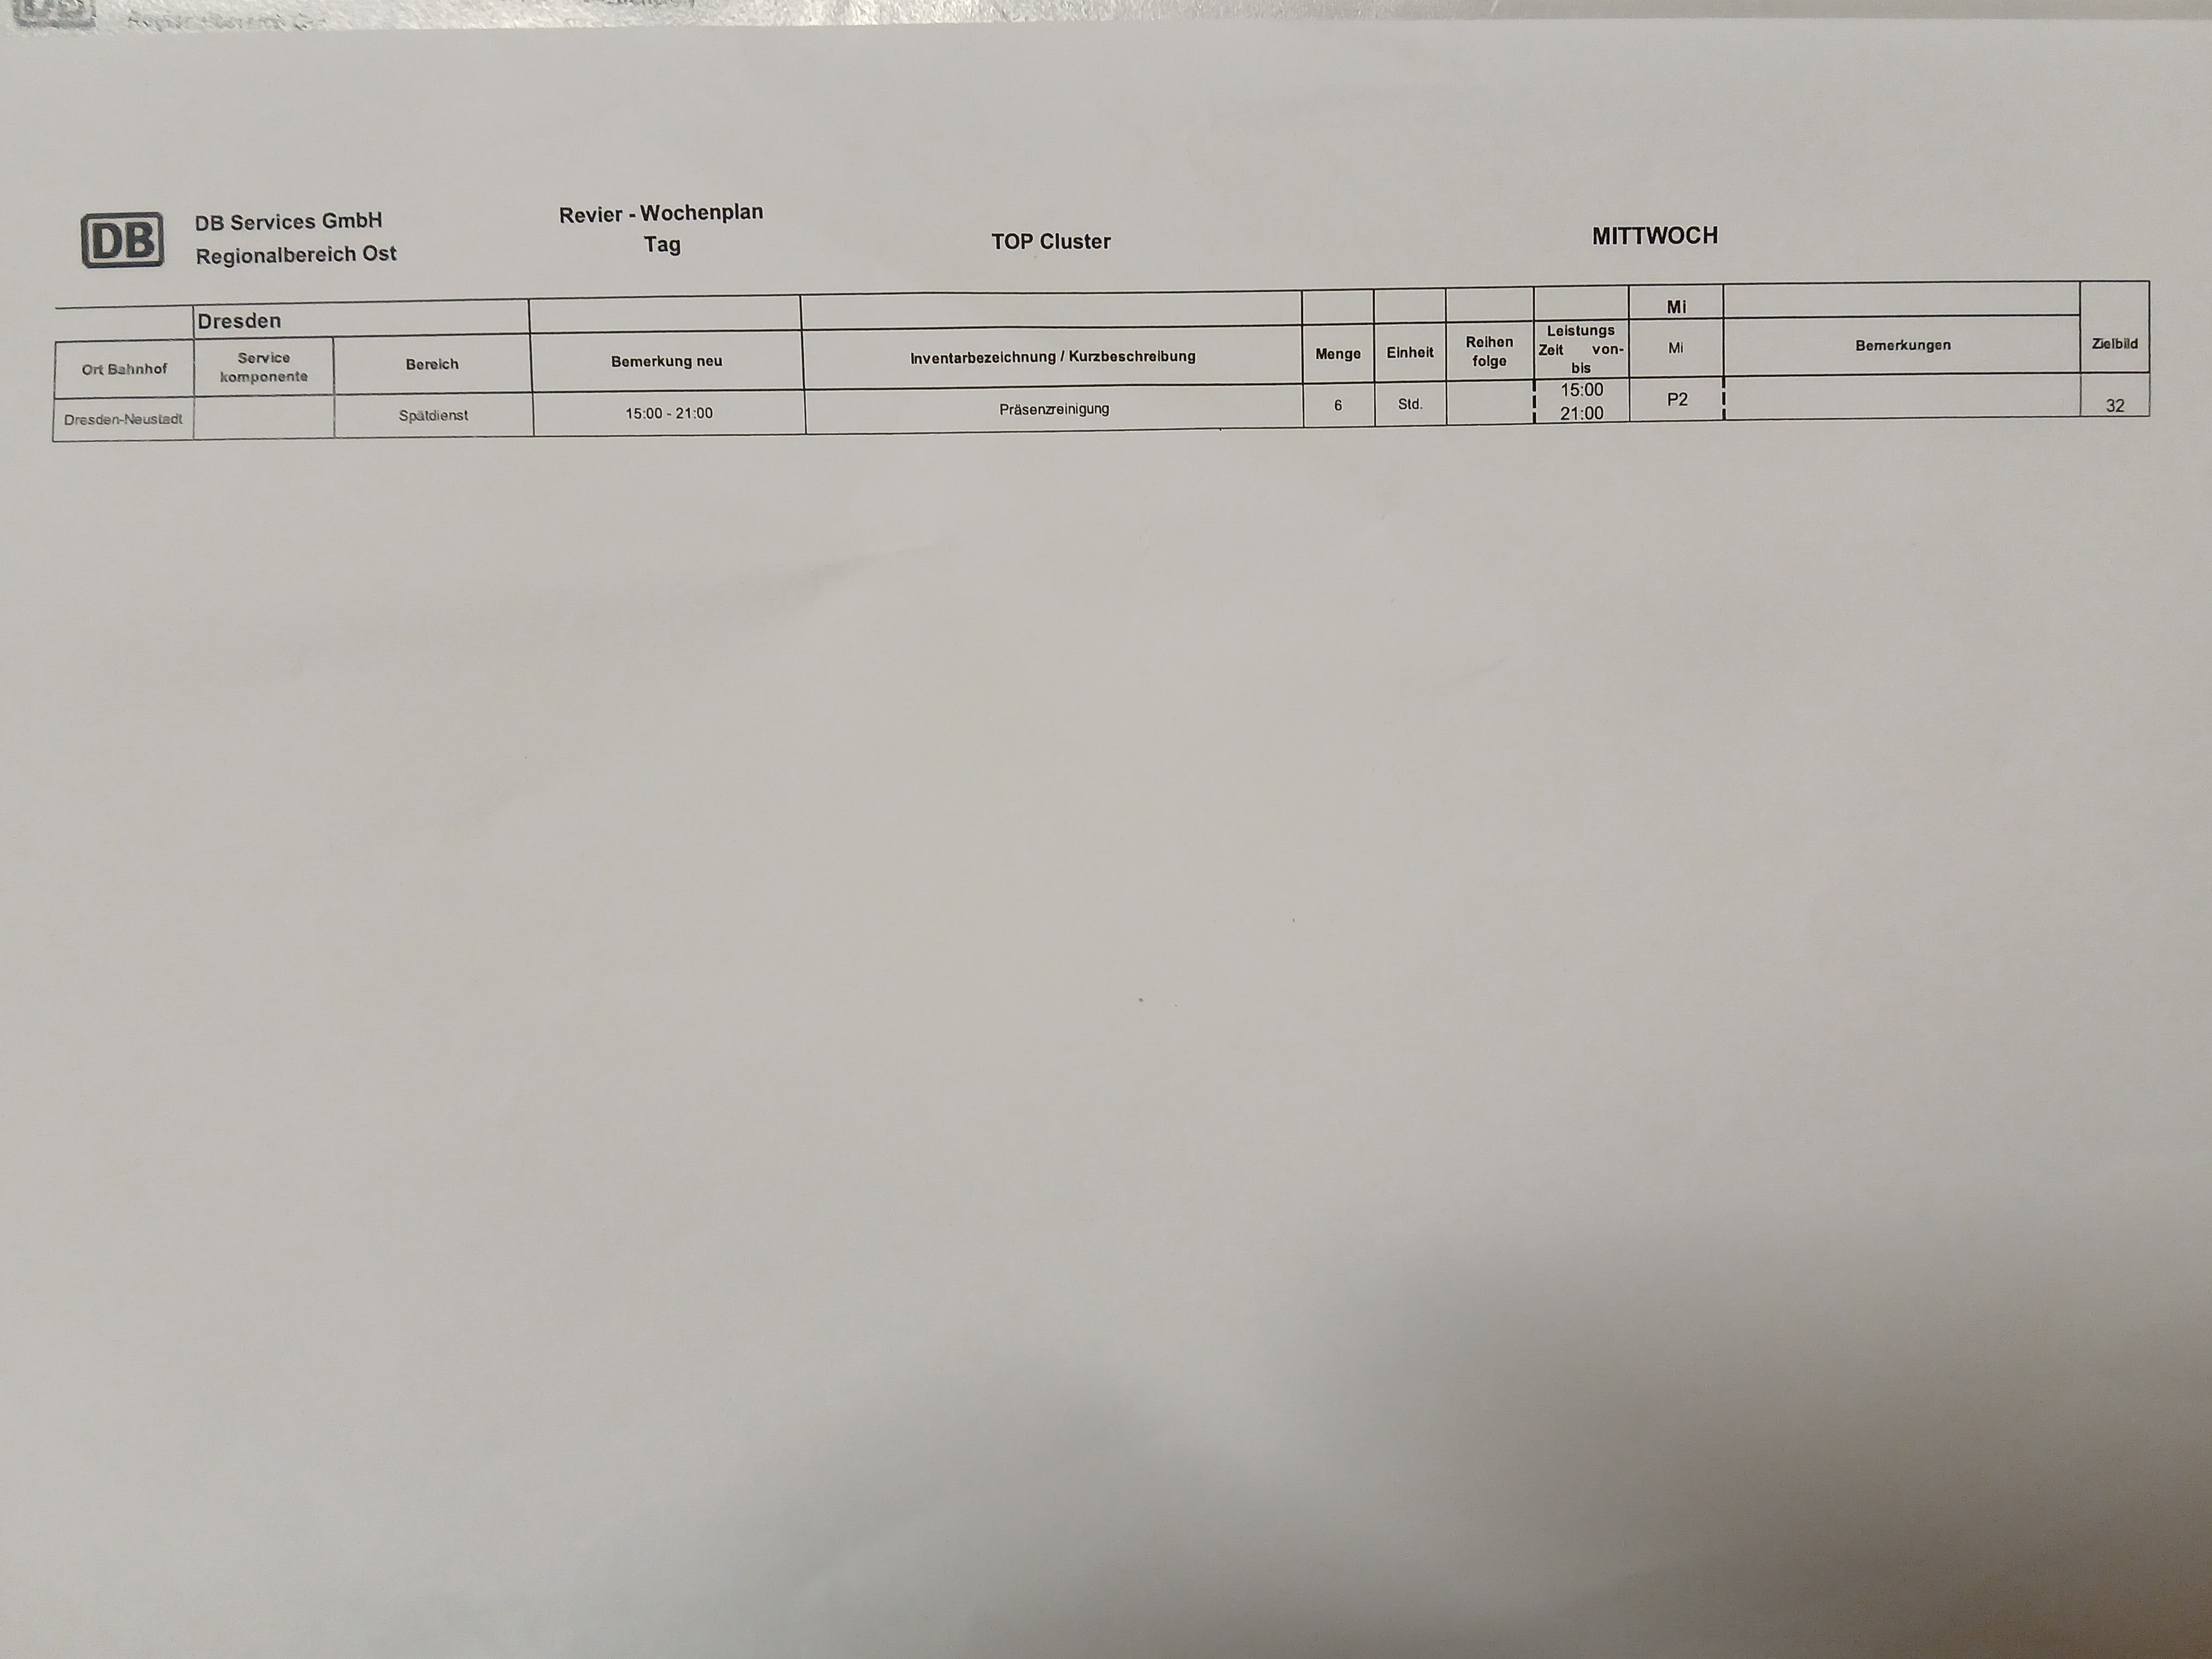 DB
DB Services GmbH
Regionalbereich Ost
Revier - Wochenplan
Tag
TOP Cluster
MITTWOCH
Dresden
Mi
Ort Bahnhof
Service
komponente
Bereich
Bemerkung neu
Inventarbezeichnung / Kurzbeschreibung
Menge
Einheit
Reihen
folge
Leistungs
Zeit von-
bis
Mi
Bemerkungen
Zielbild
Dresden-Neustadt
Spätdienst
15:00 - 21:00
Präsenzreinigung
6
Std.
15:00
21:00
P2
32